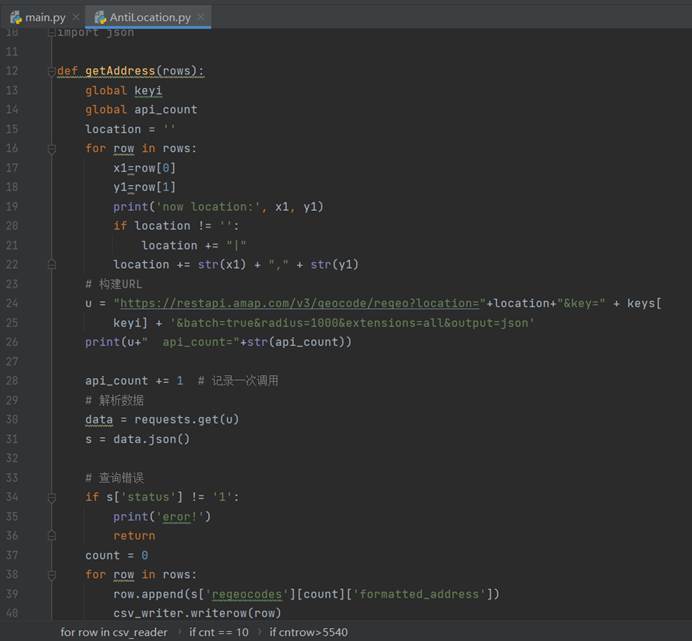 main.py AntiLocation.py
10 import json
11
12 def getAddress(rows):
13 global keyi
14 global api_count
15 location = ''
16 for row in rows:
17 x1=row[0]
18 y1=row[1]
19 print('now location:', x1, y1)
20 if location != '':
21 location += "|"
22 location += str(x1) + "," + str(y1)
23 # 构建URL
24 u = "https://restapi.amap.com/v3/geocode/regeo?location="+location+"&key=" + keys[
25 keyi] + '&batch=true&radius=1000&extensions=all&output=json'
26 print(u+"  api_count="+str(api_count))
27
28 api_count += 1  # 记录一次调用
29 # 解析数据
30 data = requests.get(u)
31 s = data.json()
32
33 # 查询错误
34 if s['status'] != '1':
35 print('eror!')
36 return
37 count = 0
38 for row in rows:
39 row.append(s['regeocodes'][count]['formatted_address'])
40 csv_writer.writerow(row)
for row in csv_reader › if cnt == 10 › if cntrow>5540